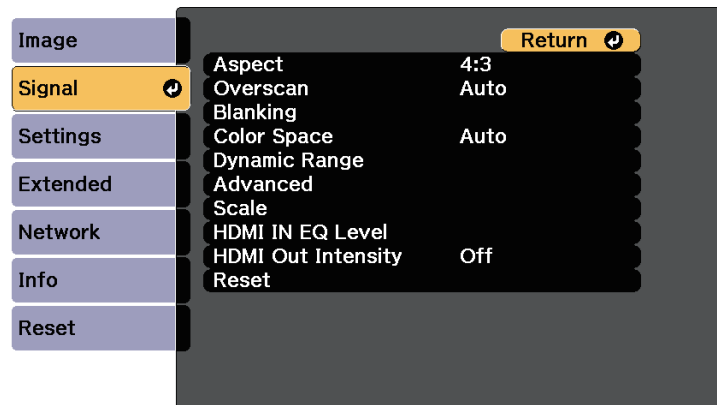 Image
Signal
Settings
Extended
Network
Info
Reset
Return
Aspect 4:3
Overscan Auto
Blanking
Color Space Auto
Dynamic Range
Advanced
Scale
HDMI IN EQ Level
HDMI Out Intensity Off
Reset